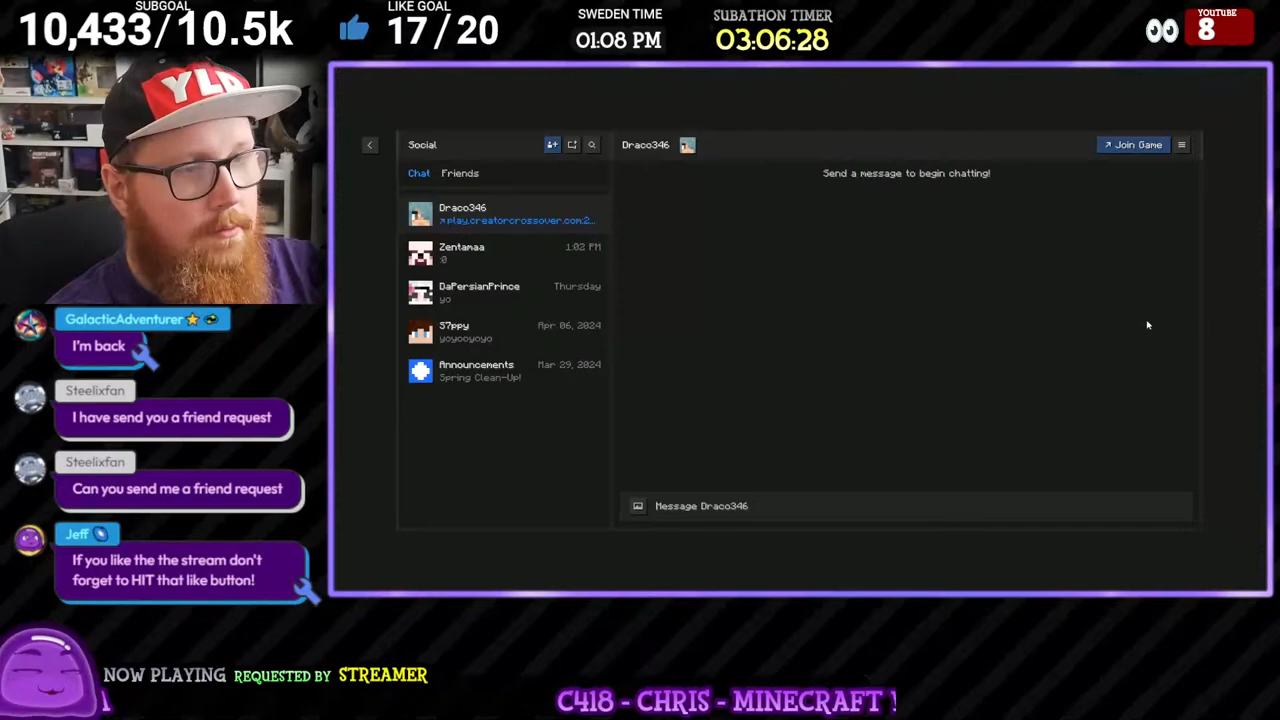 SUBGOAL
10,433/10.5k
LIKE GOAL
17/20
SWEDEN TIME
01:08 PM
SUBATHON TIMER
03:06:28
YOUTUBE
8
YLD
Social
Draco346
Join Game
Chat Friends
Send a message to begin chatting!
Draco346
play.creatorcrossover.com:2...
Zentamaa 1:02 PM
:0
DaPersianPrince Thursday
yo
S7ppy Apr 06, 2024
yoyooyoyo
Announcements Mar 29, 2024
Spring Clean-Up!
Message Draco346
GalacticAdventurer
I'm back
Steelixfan
I have send you a friend request
Steelixfan
Can you send me a friend request
Jeff
If you like the the stream don't
forget to HIT that like button!
NOW PLAYING REQUESTED BY STREAMER
C418 - CHRIS - MINECRAFT